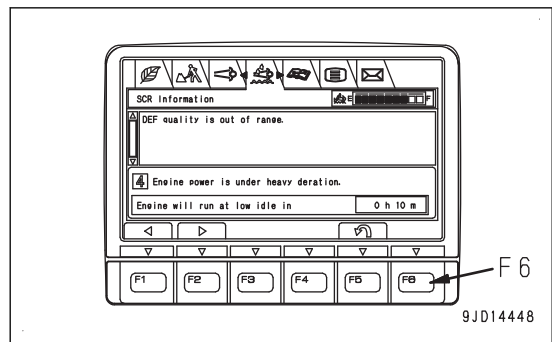 SCR Information
E F
DEF quality is out of range.
4 Engine power is under heavy deration.
Engine will run at low idle in 0 h 10 m
F1 F2 F3 F4 F5 F6
F 6
9JD14448